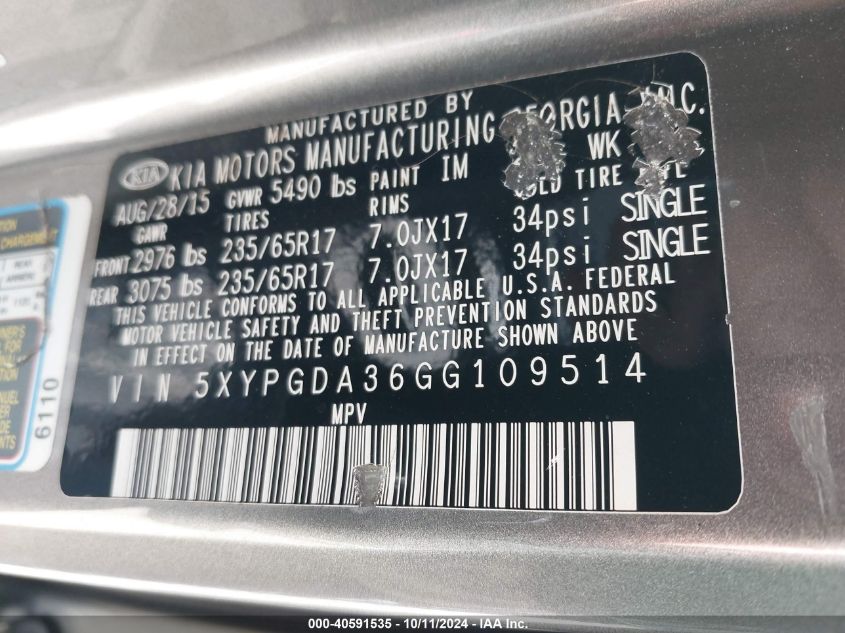 MANUFACTURED BY
KIA KIA MOTORS MANUFACTURING GEORGIA, INC.
AUG/28/15 GVWR 5490 lbs PAINT IM WK
GAWR TIRES RIMS COLD TIRE
FRONT 2976 lbs 235/65R17 7.0JX17 34psi SINGLE
REAR 3075 lbs 235/65R17 7.0JX17 34psi SINGLE
THIS VEHICLE CONFORMS TO ALL APPLICABLE U.S.A. FEDERAL
MOTOR VEHICLE SAFETY AND THEFT PREVENTION STANDARDS
IN EFFECT ON THE DATE OF MANUFACTURE SHOWN ABOVE
VIN 5XYPGDA36GG109514
MPV
6110
000-40591535 - 10/11/2024 - IAA Inc.